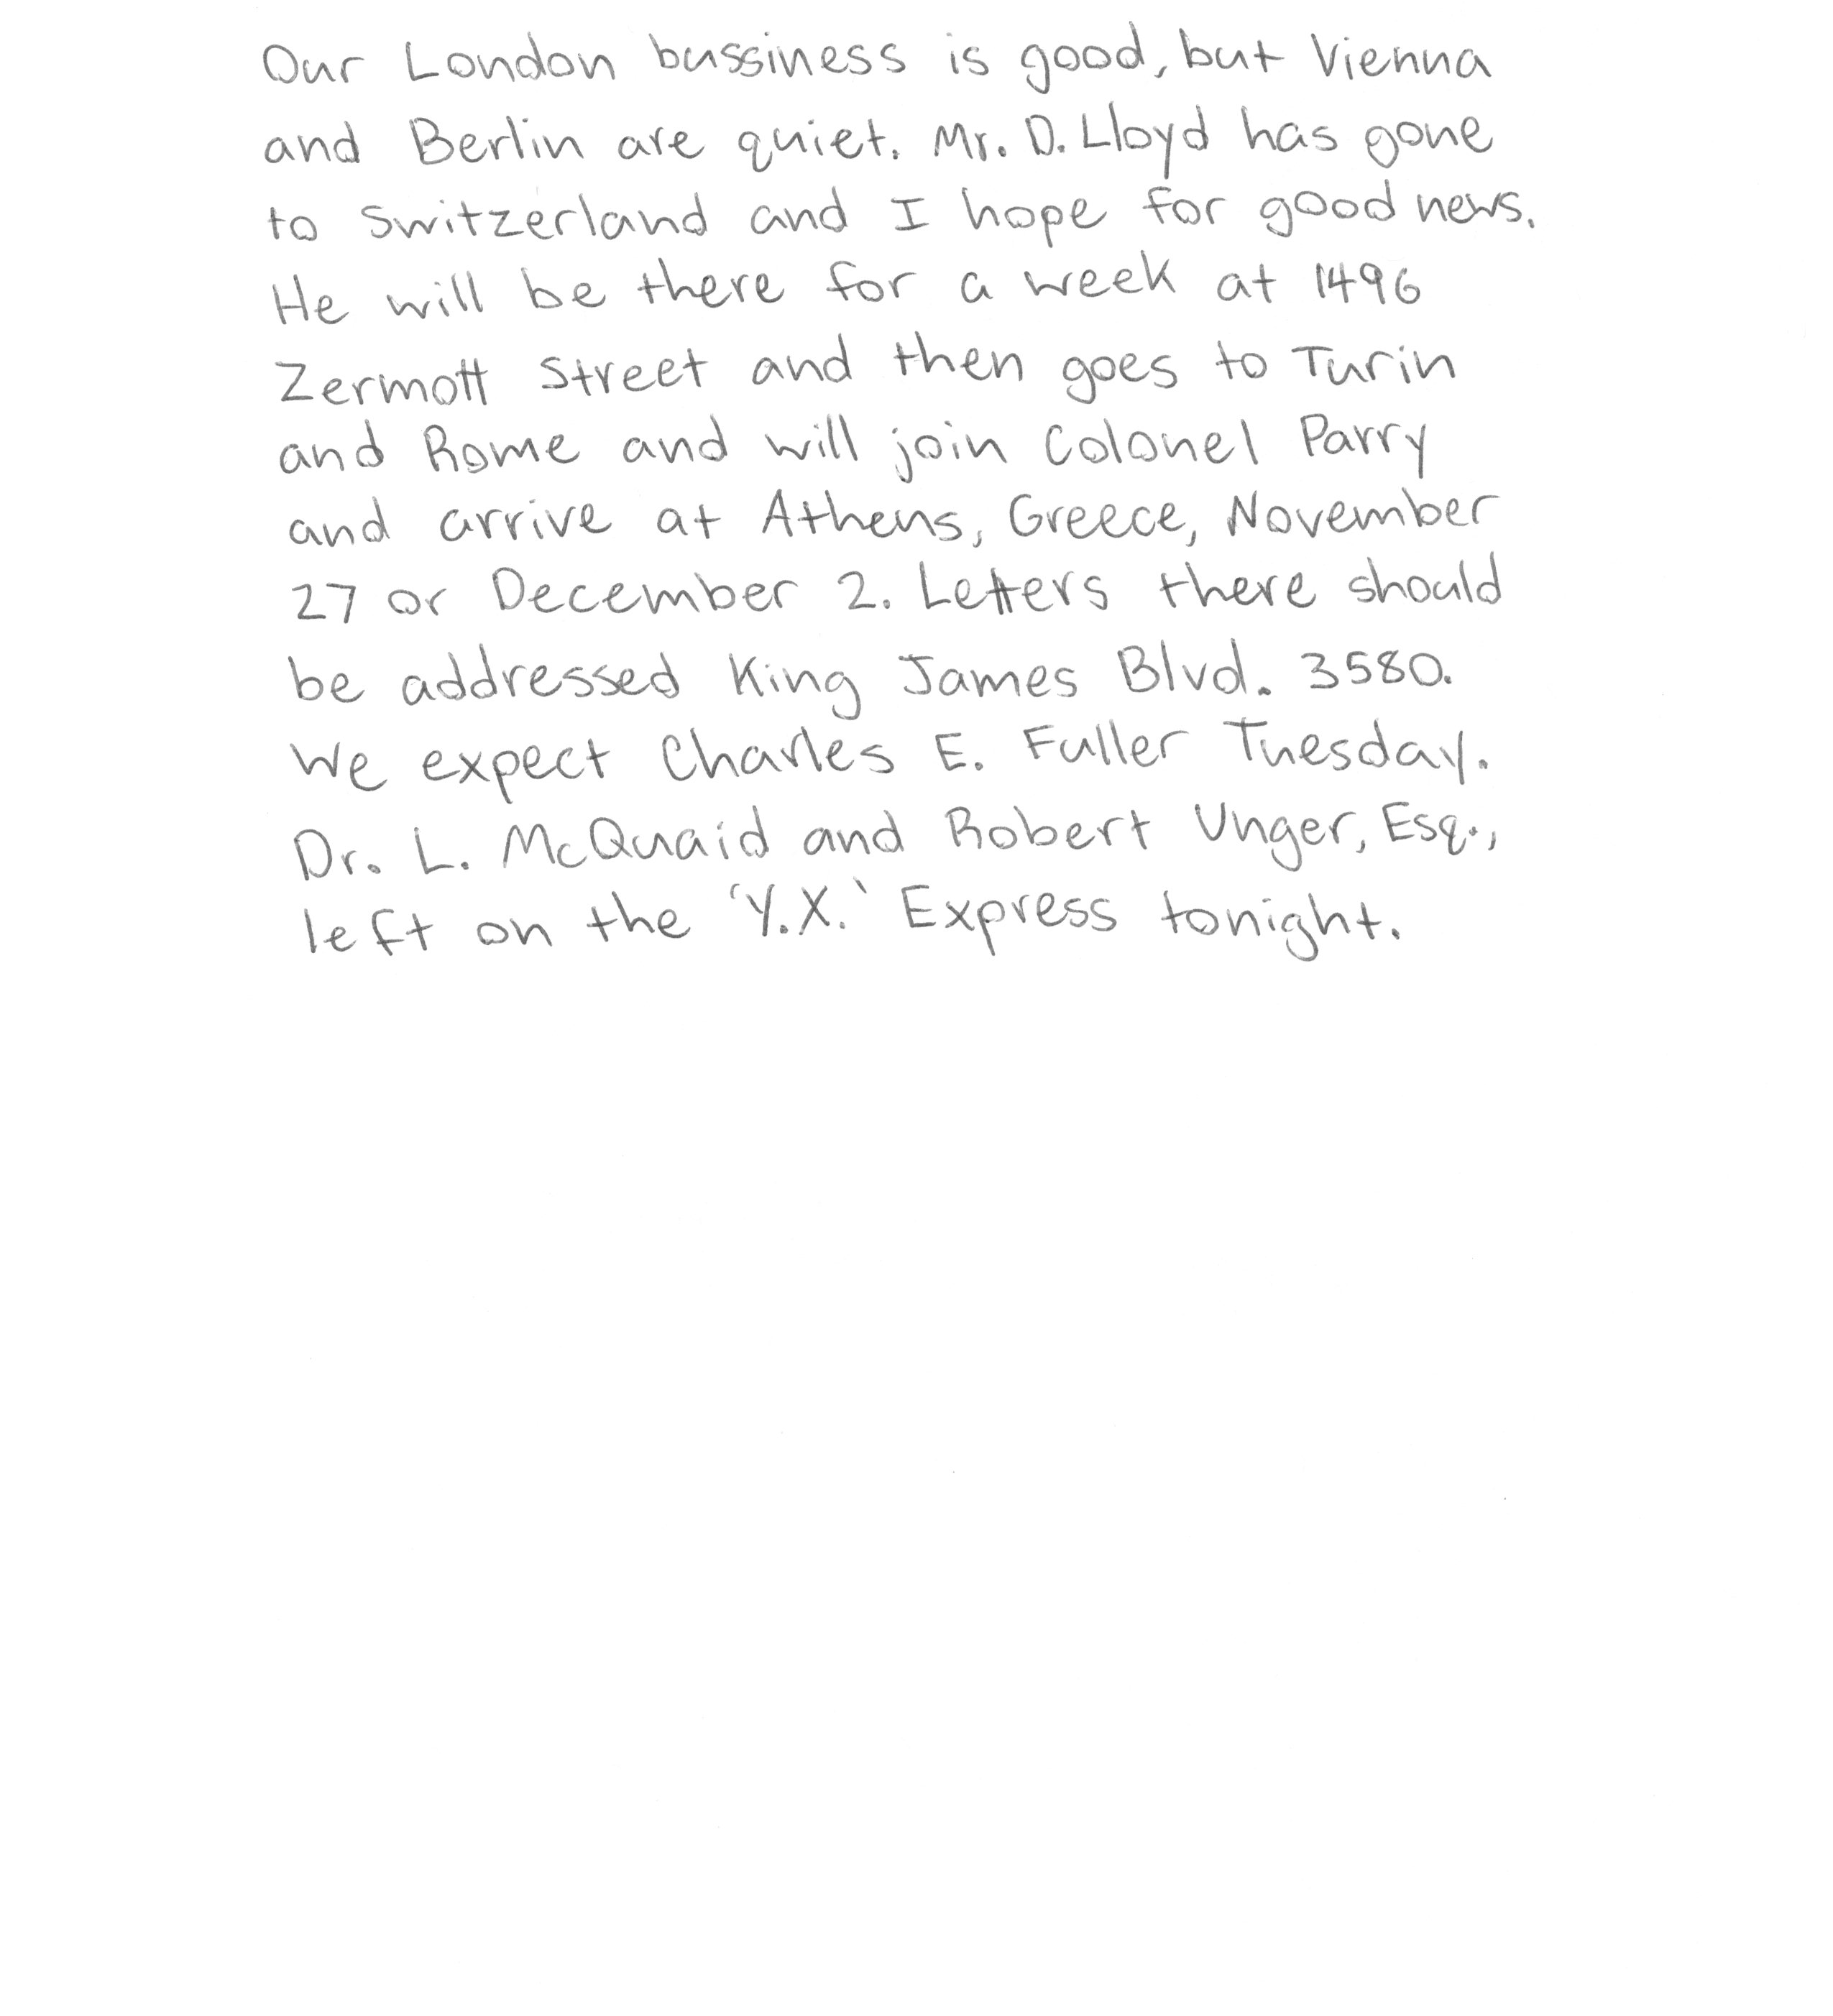 Our London bussiness is good, but Vienna
and Berlin are quiet. Mr. D. Lloyd has gone
to Switzerland and I hope for good news.
He will be there for a week at 1496
Zermott Street and then goes to Turin
and Rome and will join Colonel Parry
and arrive at Athens, Greece, November
27 or December 2. Letters there should
be addressed King James Blvd. 3580.
We expect Charles E. Fuller Tuesday.
Dr. L. McQuaid and Robert Unger, Esq.,
left on the 'Y.X.' Express tonight.